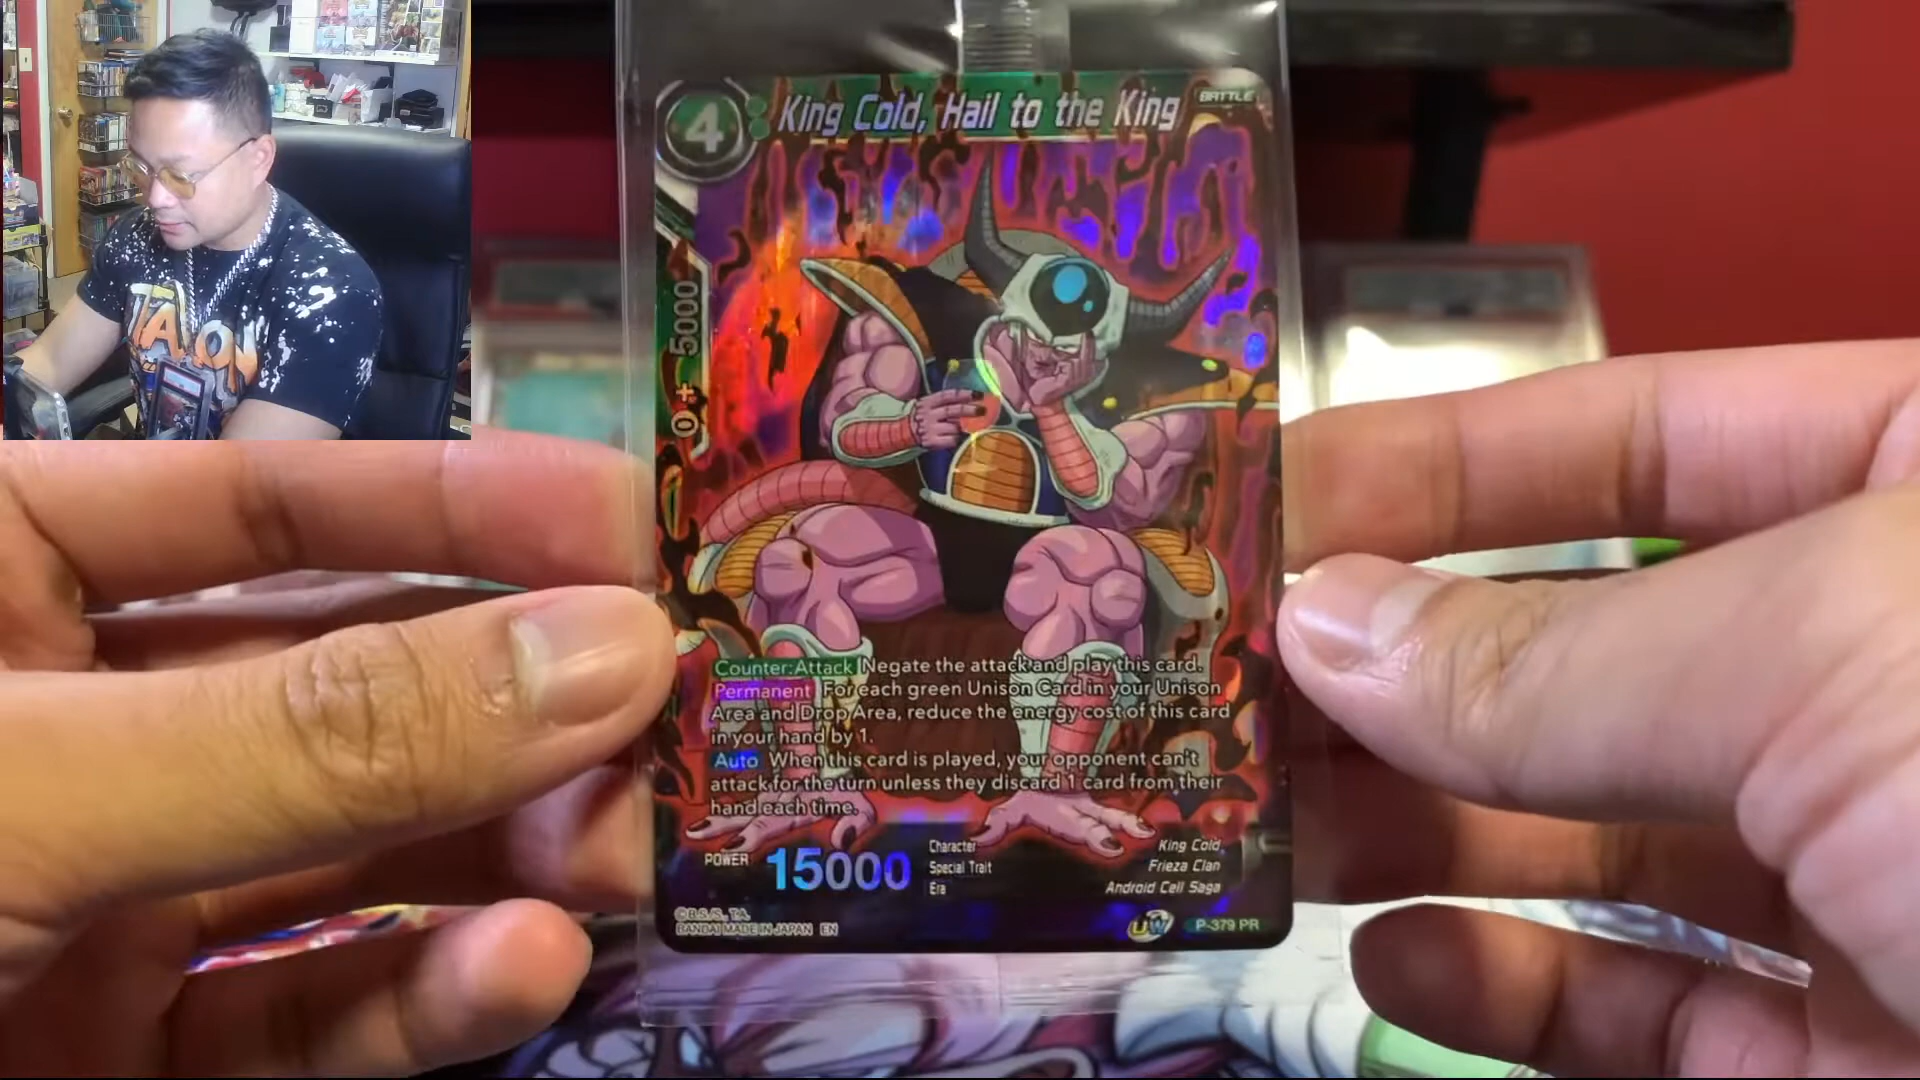 4
King Cold, Hail to the King
BATTLE
0 + 5000
TALON
Counter:Attack Negate the attack and play this card.
Permanent For each green Unison Card in your Unison
Area and Drop Area, reduce the energy cost of this card
in your hand by 1.
Auto When this card is played, your opponent can't
attack for the turn unless they discard 1 card from their
hand each time.
POWER 15000
Character King Cold
Special Trait Frieza Clan
Era Android Cell Saga
©B.S./S., T.A.
BANDAI MADE IN JAPAN EN
UW
P-379 PR